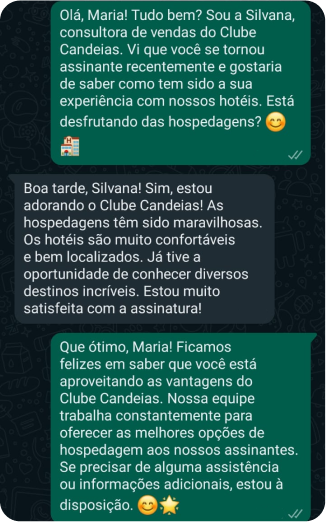 Olá, Maria! Tudo bem? Sou a Silvana,
consultora de vendas do Clube
Candeias. Vi que você se tornou
assinante recentemente e gostaria
de saber como tem sido a sua
experiência com nossos hotéis. Está
desfrutando das hospedagens? 😊
🏩
Boa tarde, Silvana! Sim, estou
adorando o Clube Candeias! As
hospedagens têm sido maravilhosas.
Os hotéis são muito confortáveis
e bem localizados. Já tive a
oportunidade de conhecer diversos
destinos incríveis. Estou muito
satisfeita com a assinatura!
Que ótimo, Maria! Ficamos
felizes em saber que você está
aproveitando as vantagens do
Clube Candeias. Nossa equipe
trabalha constantemente para
oferecer as melhores opções de
hospedagem aos nossos assinantes.
Se precisar de alguma assistência
ou informações adicionais, estou à
disposição. 😊🌟